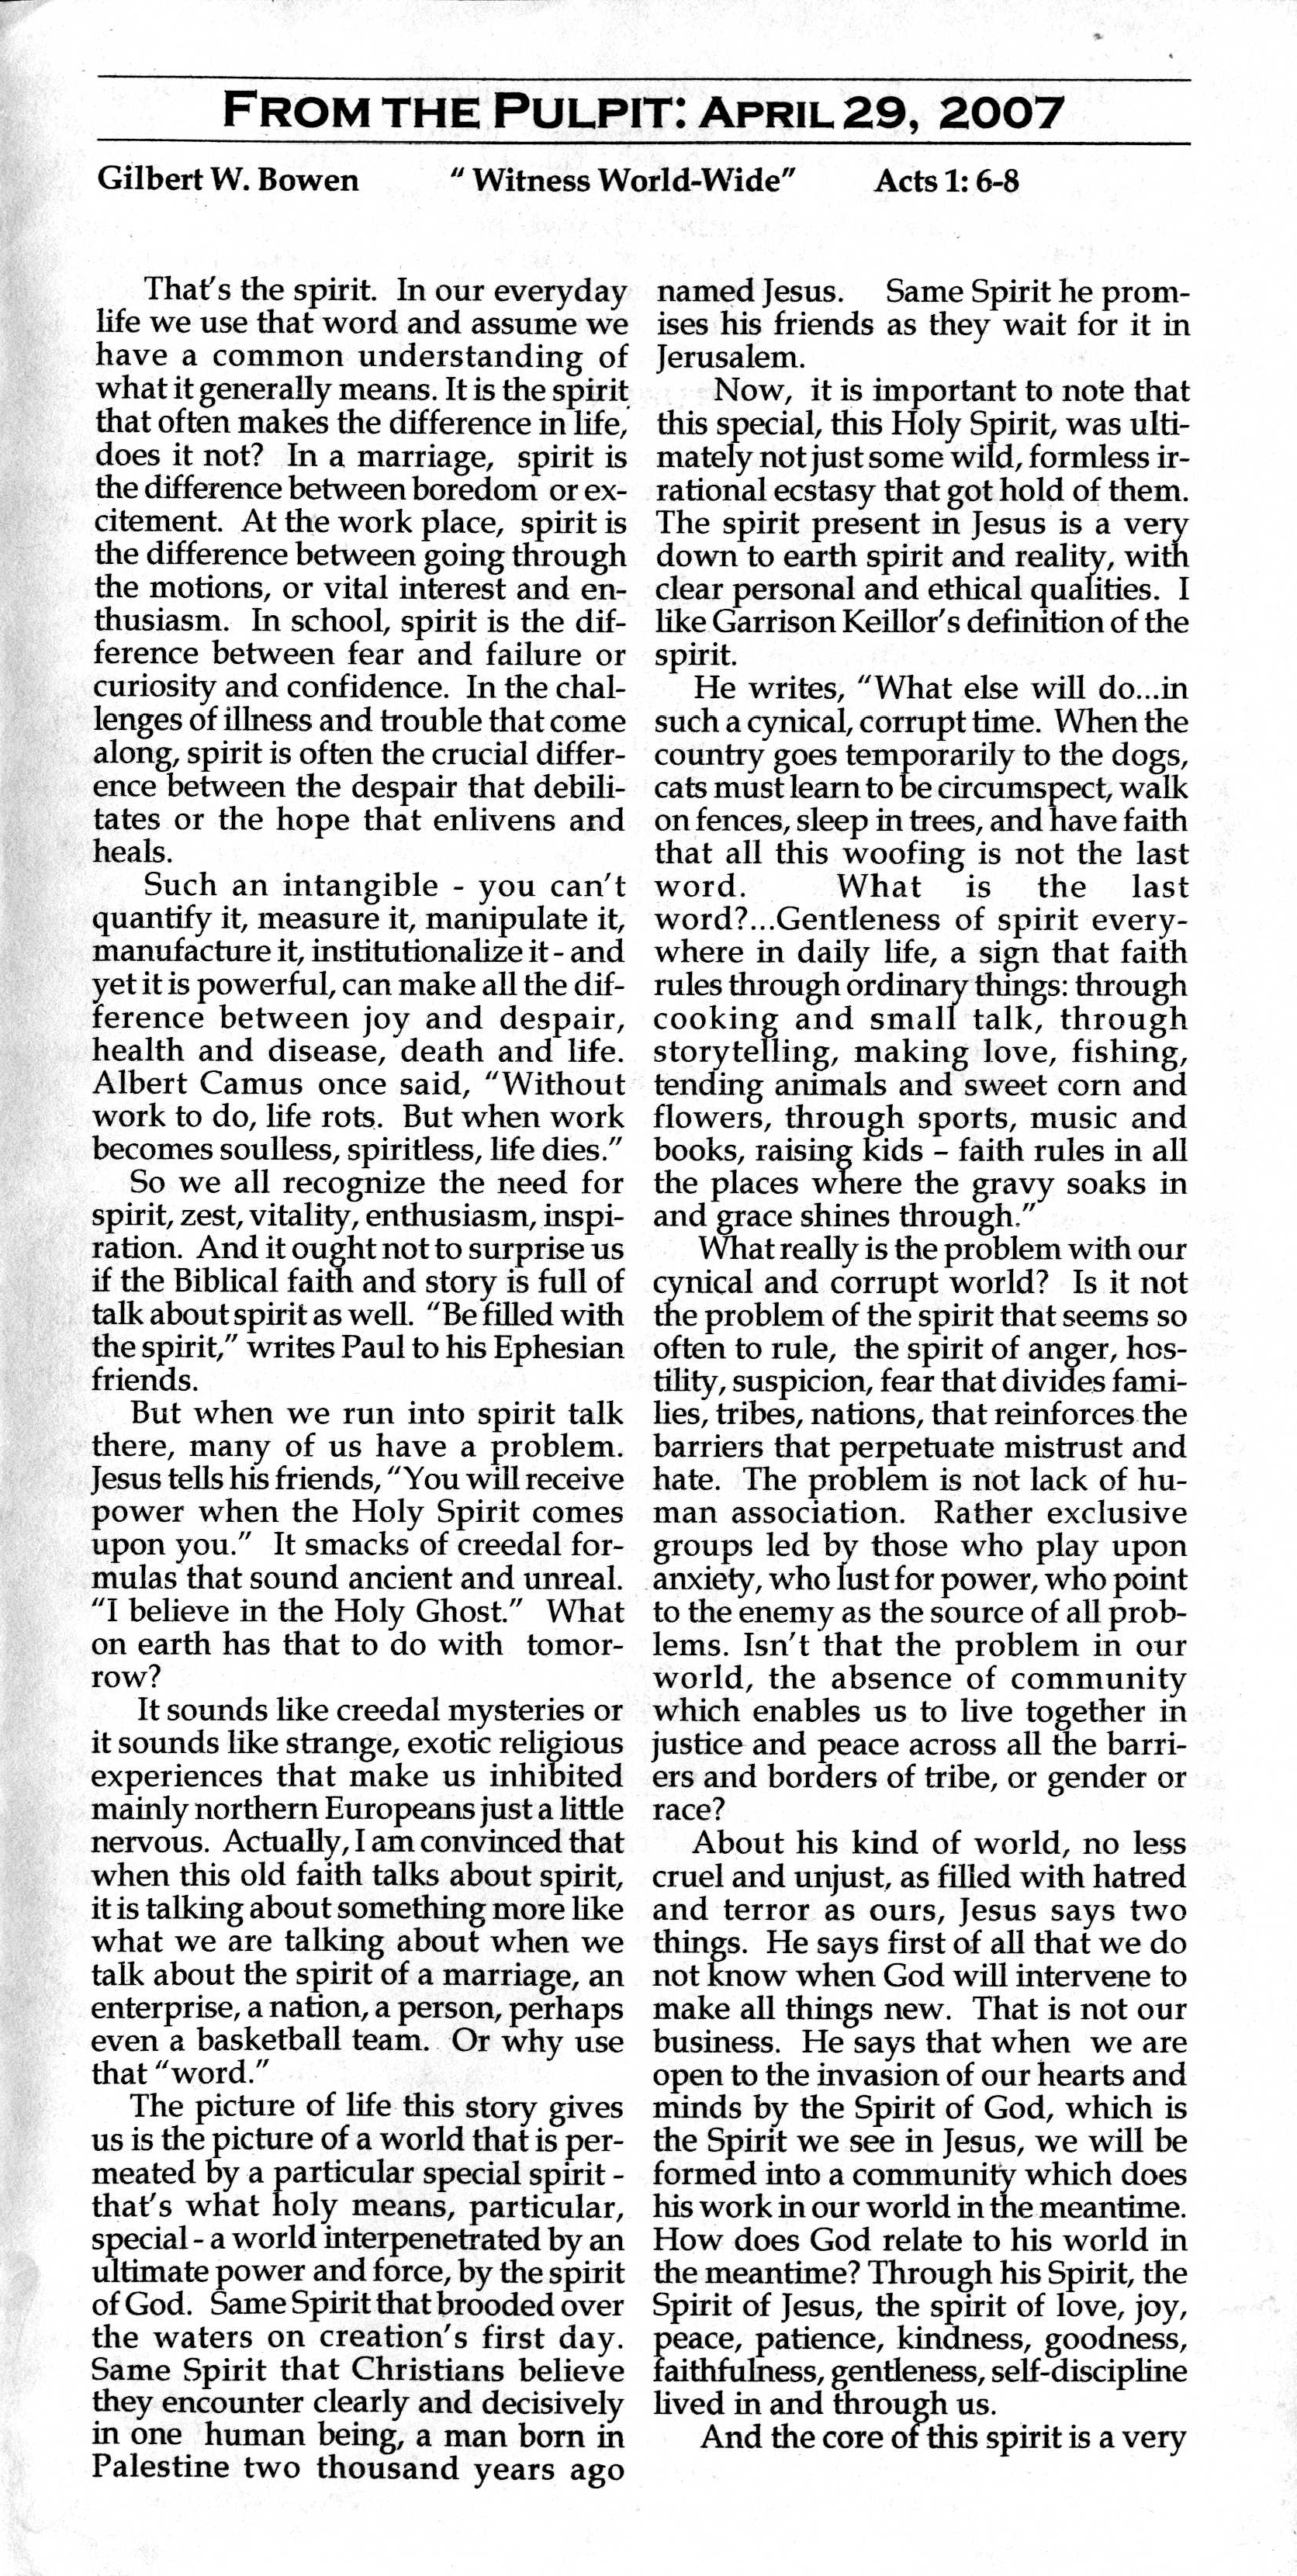 FROM THE PULPIT: APRIL 29, 2007
Gilbert W. Bowen " Witness World-Wide" Acts 1: 6-8
That's the spirit. In our everyday
life we use that word and assume we
have a common understanding of
what it generally means. It is the spirit
that often makes the difference in life,
does it not? In a marriage, spirit is
the difference between boredom or ex-
citement. At the work place, spirit is
the difference between going through
the motions, or vital interest and en-
thusiasm. In school, spirit is the dif-
ference between fear and failure or
curiosity and confidence. In the chal-
lenges of illness and trouble that come
along, spirit is often the crucial differ-
ence between the despair that debili-
tates or the hope that enlivens and
heals.
Such an intangible - you can't
quantify it, measure it, manipulate it,
manufacture it, institutionalize it - and
yet it is powerful, can make all the dif-
ference between joy and despair,
health and disease, death and life.
Albert Camus once said, "Without
work to do, life rots. But when work
becomes soulless, spiritless, life dies."
So we all recognize the need for
spirit, zest, vitality, enthusiasm, inspi-
ration. And it ought not to surprise us
if the Biblical faith and story is full of
talk about spirit as well. "Be filled with
the spirit," writes Paul to his Ephesian
friends.
But when we run into spirit talk
there, many of us have a problem.
Jesus tells his friends, "You will receive
power when the Holy Spirit comes
upon you." It smacks of creedal for-
mulas that sound ancient and unreal.
"I believe in the Holy Ghost." What
on earth has that to do with tomor-
row?
It sounds like creedal mysteries or
it sounds like strange, exotic religious
experiences that make us inhibited
mainly northern Europeans just a little
nervous. Actually, I am convinced that
when this old faith talks about spirit,
it is talking about something more like
what we are talking about when we
talk about the spirit of a marriage, an
enterprise, a nation, a person, perhaps
even a basketball team. Or why use
that "word."
The picture of life this story gives
us is the picture of a world that is per-
meated by a particular special spirit -
that's what holy means, particular,
special - a world interpenetrated by an
ultimate power and force, by the spirit
of God. Same Spirit that brooded over
the waters on creation's first day.
Same Spirit that Christians believe
they encounter clearly and decisively
in one human being, a man born in
Palestine two thousand years ago
named Jesus. Same Spirit he prom-
ises his friends as they wait for it in
Jerusalem.
Now, it is important to note that
this special, this Holy Spirit, was ulti-
mately not just some wild, formless ir-
rational ecstasy that got hold of them.
The spirit present in Jesus is a very
down to earth spirit and reality, with
clear personal and ethical qualities. I
like Garrison Keillor's definition of the
spirit.
He writes, "What else will do...in
such a cynical, corrupt time. When the
country goes temporarily to the dogs,
cats must learn to be circumspect, walk
on fences, sleep in trees, and have faith
that all this woofing is not the last
word. What is the last
word?...Gentleness of spirit every-
where in daily life, a sign that faith
rules through ordinary things: through
cooking and small talk, through
storytelling, making love, fishing,
tending animals and sweet corn and
flowers, through sports, music and
books, raising kids – faith rules in all
the places where the gravy soaks in
and grace shines through."
What really is the problem with our
cynical and corrupt world? Is it not
the problem of the spirit that seems so
often to rule, the spirit of anger, hos-
tility, suspicion, fear that divides fami-
lies, tribes, nations, that reinforces the
barriers that perpetuate mistrust and
hate. The problem is not lack of hu-
man association. Rather exclusive
groups led by those who play upon
anxiety, who lust for power, who point
to the enemy as the source of all prob-
lems. Isn't that the problem in our
world, the absence of community
which enables us to live together in
justice and peace across all the barri-
ers and borders of tribe, or gender or
race?
About his kind of world, no less
cruel and unjust, as filled with hatred
and terror as ours, Jesus says two
things. He says first of all that we do
not know when God will intervene to
make all things new. That is not our
business. He says that when we are
open to the invasion of our hearts and
minds by the Spirit of God, which is
the Spirit we see in Jesus, we will be
formed into a community which does
his work in our world in the meantime.
How does God relate to his world in
the meantime? Through his Spirit, the
Spirit of Jesus, the spirit of love, joy,
peace, patience, kindness, goodness,
faithfulness, gentleness, self-discipline
lived in and through us.
And the core of this spirit is a very